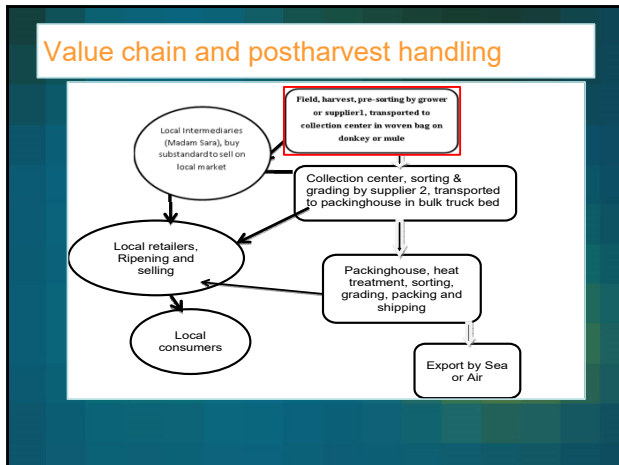 Value chain and postharvest handling
Field, harvest, pre-sorting by grower
or supplier1, transported to
collection center in woven bag on
donkey or mule
Local Intermediaries
(Madam Sara), buy
substandard to sell on
local market
Collection center, sorting &
grading by supplier 2, transported
to packinghouse in bulk truck bed
Local retailers,
Ripening and
selling
Packinghouse, heat
treatment, sorting,
grading, packing and
shipping
Local
consumers
Export by Sea
or Air